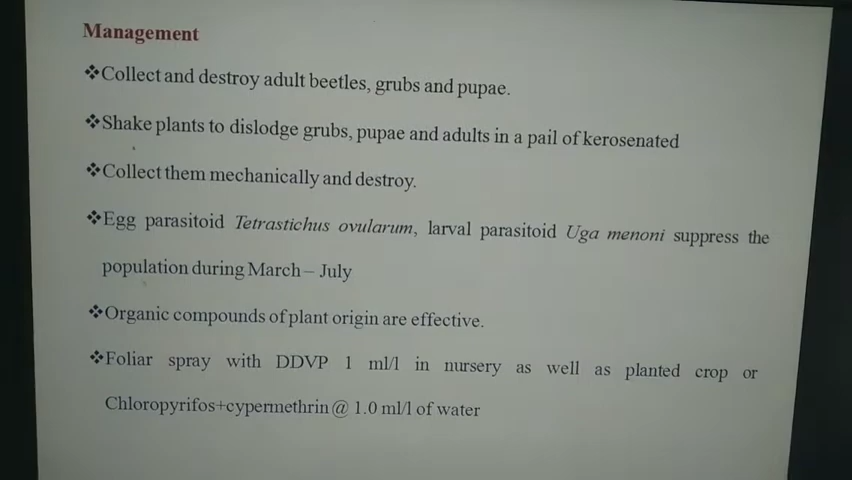 Management
❖Collect and destroy adult beetles, grubs and pupae.
❖Shake plants to dislodge grubs, pupae and adults in a pail of kerosenated
❖Collect them mechanically and destroy.
❖Egg parasitoid Tetrastichus ovularum, larval parasitoid Uga menoni suppress the
population during March – July
❖Organic compounds of plant origin are effective.
❖Foliar spray with DDVP 1 ml/l in nursery as well as planted crop or
Chloropyrifos+cypermethrin@ 1.0 ml/l of water